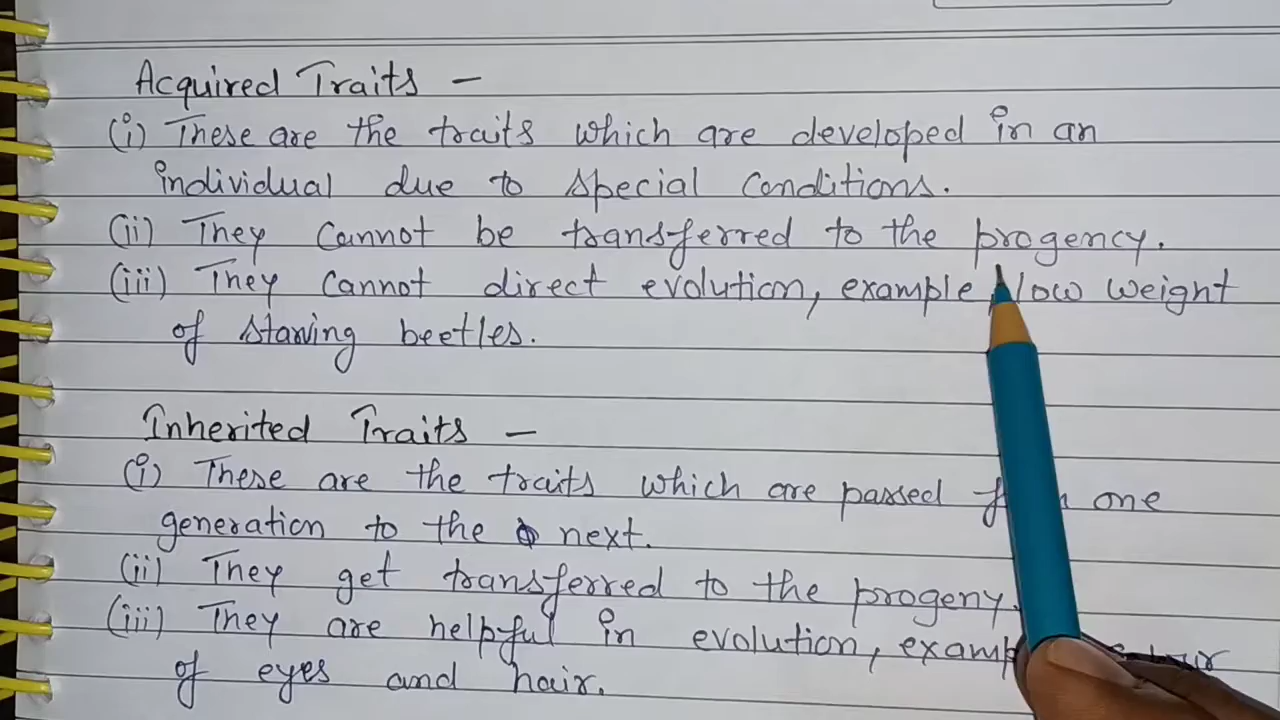 Acquired Traits -
(i) These are the traits which are developed in an
individual due to special conditions.
(ii) They cannot be transferred to the progency.
(iii) They cannot direct evolution, example, low weight
of starving beetles.
Inherited Traits -
(i) These are the traits which are passed one
generation to the next.
(ii) They get transferred to the progeny.
(iii) They are helpful in evolution,
of eyes and hair.